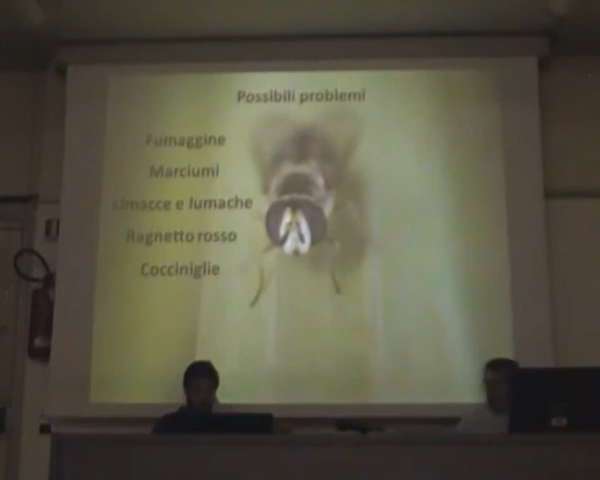 Possibili problemi
Fumaggine
Marciumi
Limacce e lumache
Ragnetto rosso
Cocciniglie